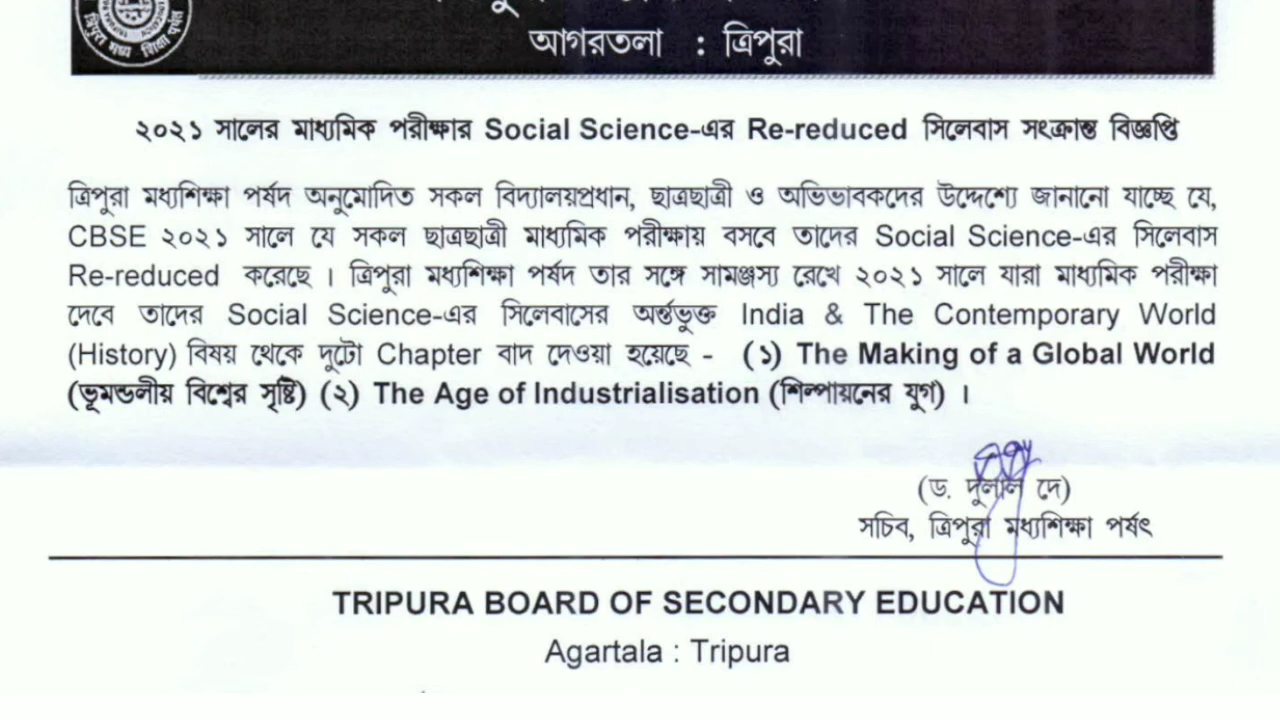 ত্রিপুরা মধ্য শিক্ষা পর্ষদ
আগরতলা : ত্রিপুরা
২০২১ সালের মাধ্যমিক পরীক্ষার Social Science-এর Re-reduced সিলেবাস সংক্রান্ত বিজ্ঞপ্তি
ত্রিপুরা মধ্যশিক্ষা পর্ষদ অনুমোদিত সকল বিদ্যালয়প্রধান, ছাত্রছাত্রী ও অভিভাবকদের উদ্দেশ্যে জানানো যাচ্ছে যে,
CBSE ২০২১ সালে যে সকল ছাত্রছাত্রী মাধ্যমিক পরীক্ষায় বসবে তাদের Social Science-এর সিলেবাস
Re-reduced করেছে । ত্রিপুরা মধ্যশিক্ষা পর্ষদ তার সঙ্গে সামঞ্জস্য রেখে ২০২১ সালে যারা মাধ্যমিক পরীক্ষা
দেবে তাদের Social Science-এর সিলেবাসের অর্ন্তভুক্ত India & The Contemporary World
(History) বিষয় থেকে দুটো Chapter বাদ দেওয়া হয়েছে - (১) The Making of a Global World
(ভূমন্ডলীয় বিশ্বের সৃষ্টি) (২) The Age of Industrialisation (শিল্পায়নের যুগ) ।
(ড. দুলাল দে)
সচিব, ত্রিপুরা মধ্যশিক্ষা পর্ষৎ
TRIPURA BOARD OF SECONDARY EDUCATION
Agartala : Tripura